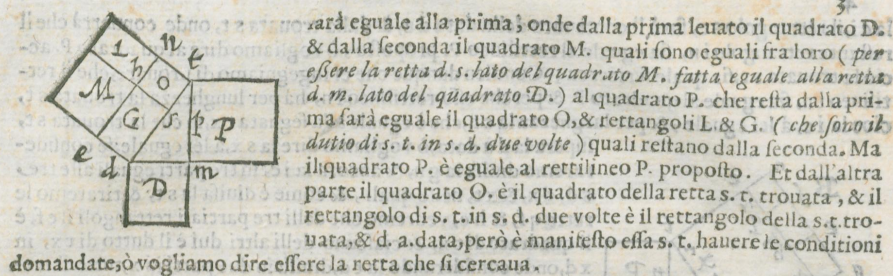 3
sarà eguale alla prima; onde dalla prima leuato il quadrato D.
& dalla seconda il quadrato M. quali sono eguali fra loro ( per
eßere la retta d. s. lato del quadrato M. fatta eguale alla retta
d. m. lato del quadrato D. ) al quadrato P. che resta dalla pri-
ma sarà eguale il quadrato O, & rettangoli L. & G. ( che sono il
dutio di s. t. in s. d. due volte ) quali restano dalla seconda. Ma
il quadrato P. è eguale al rettilineo P. proposto. Et dall'altra
parte il quadrato O. è il quadrato della retta s. t. trouata, & il
rettangolo di s. t. in s. d. due volte è il rettangolo della s. t. tro-
uata, & d. a. data, però è manifesto essa s. t. hauere le conditioni
domandate, ò vogliamo dire essere la retta che si cercaua.
L n
h t
M O
G s p P
e
d m
D